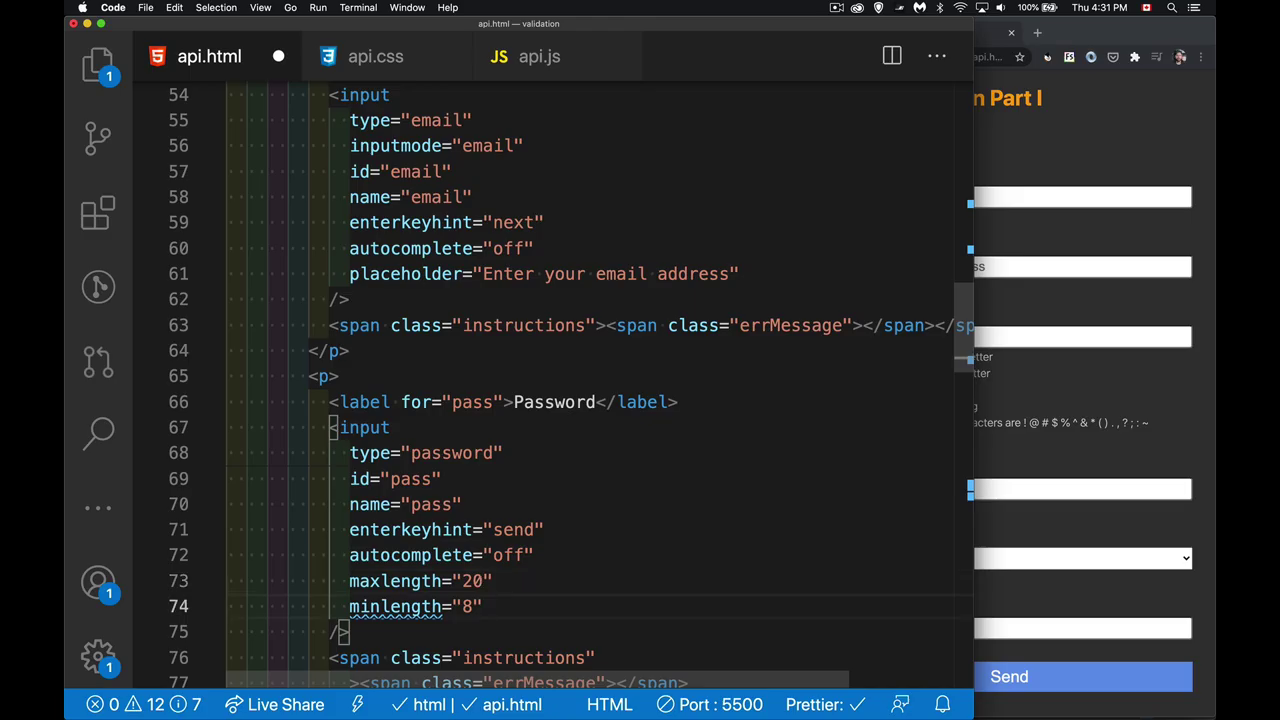 Code File Edit Selection View Go Run Terminal Window Help 100% Thu 4:31 PM
api.html — validation
api.html
api.css
JS api.js
api.h...
54 <input
55 type="email"
56 inputmode="email"
57 id="email"
58 name="email"
59 enterkeyhint="next"
60 autocomplete="off"
61 placeholder="Enter your email address"
62 />
63 <span class="instructions"><span class="errMessage"></span></sp
64 </p>
65 <p>
66 <label for="pass">Password</label>
67 <input
68 type="password"
69 id="pass"
70 name="pass"
71 enterkeyhint="send"
72 autocomplete="off"
73 maxlength="20"
74 minlength="8"
75 />
76 <span class="instructions"
77 ><span class="errMessage"></span>
1
1
1
n Part I
ss
tter
tter
g
acters are ! @ # $ % ^ & * ( ) . , ? ; : ~
Send
0 12 7 Live Share html | api.html HTML Port : 5500 Prettier: